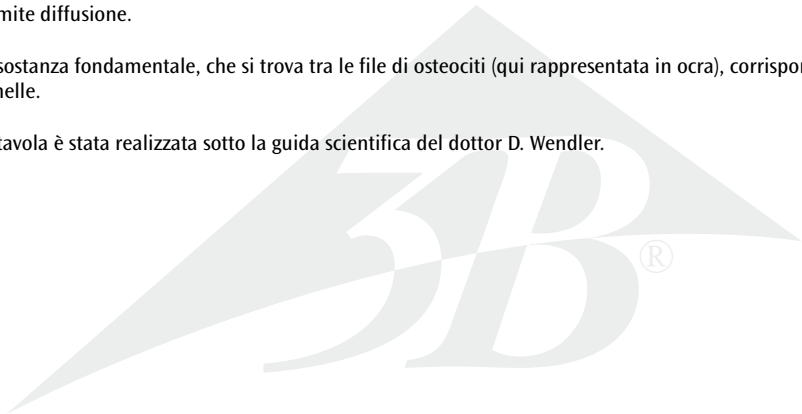 mite diffusione.
sostanza fondamentale, che si trova tra le file di osteociti (qui rappresentata in ocra), corrispor
nelle.
tavola è stata realizzata sotto la guida scientifica del dottor D. Wendler.
3B
®